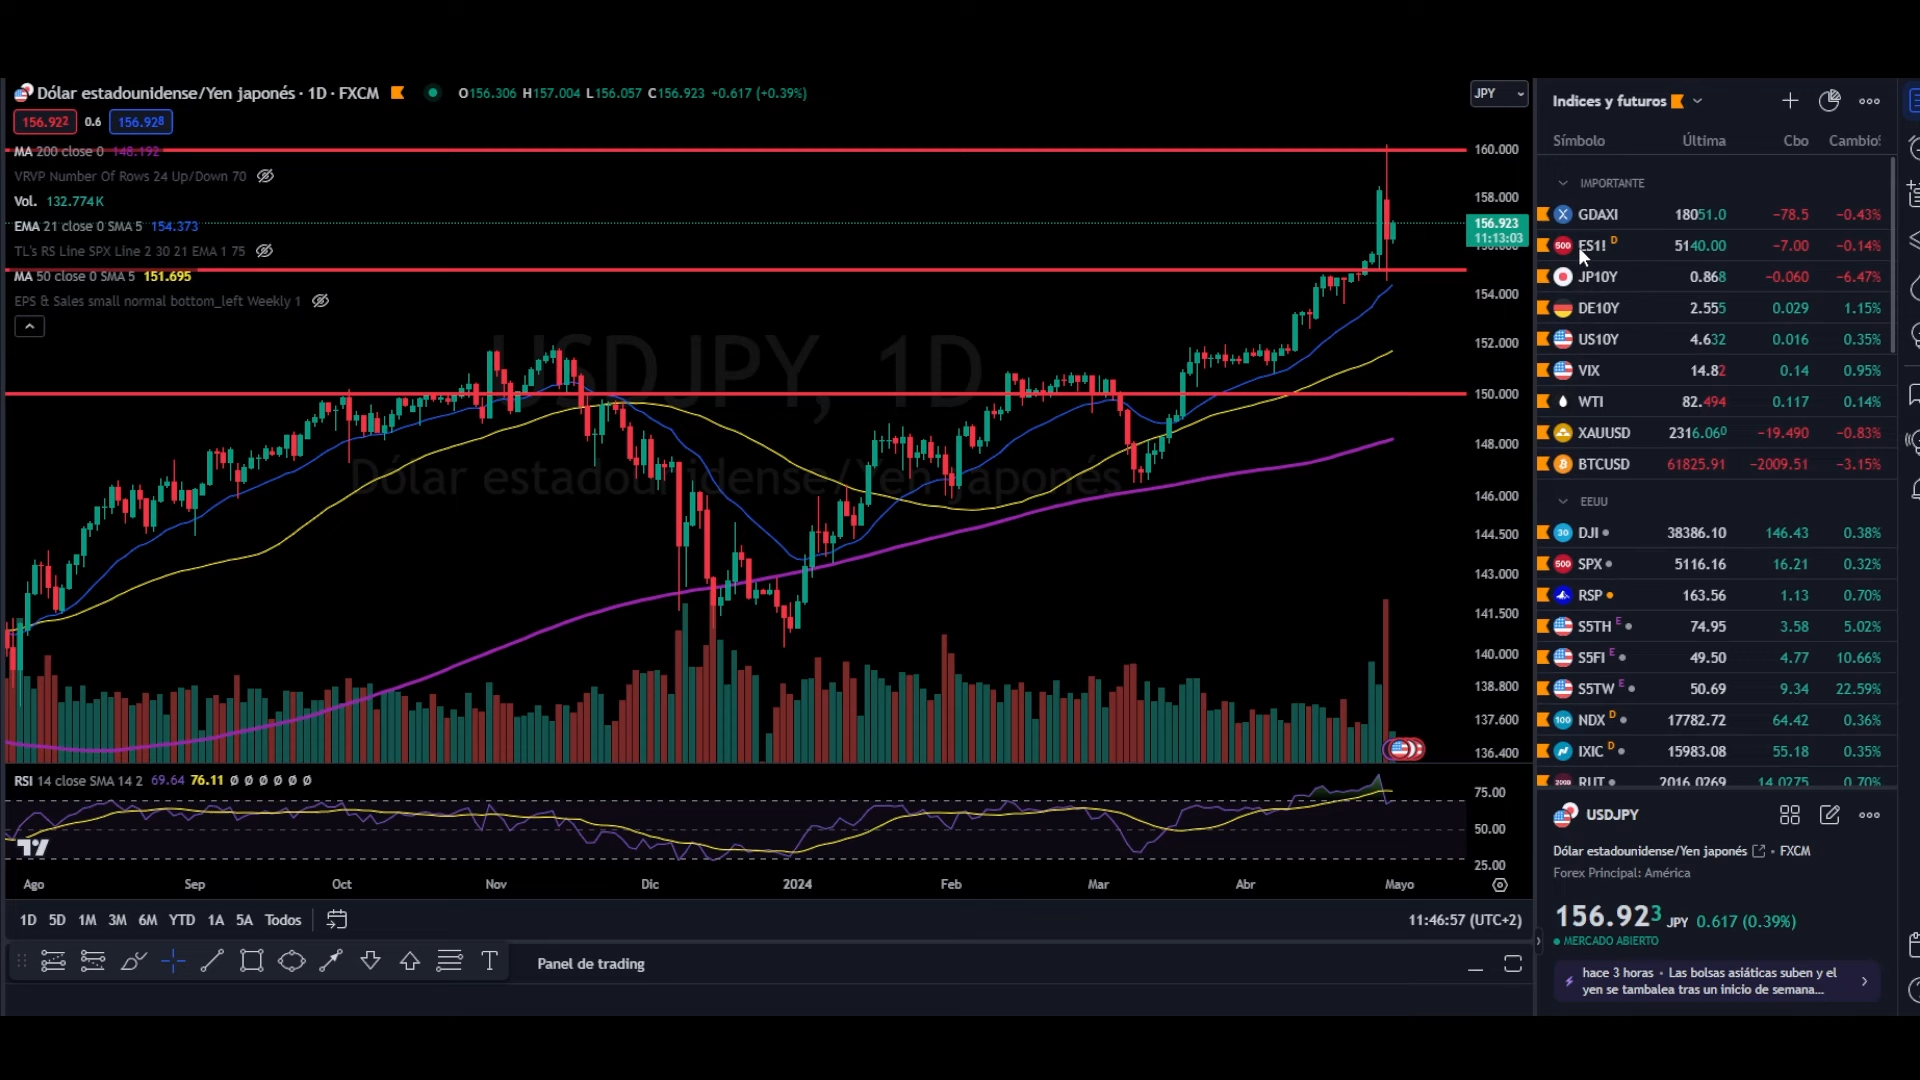 Dólar estadounidense/Yen japonés · 1D · FXCM O156.306 H157.004 L156.057 C156.923 +0.617 (+0.39%)
156.922 0.6 156.928
MA 200 close 0 148.192
VRVP Number Of Rows 24 Up/Down 70
Vol. 132.774K
EMA 21 close 0 SMA 5 154.373
TL's RS Line SPX Line 2 30 21 EMA 1 75
MA 50 close 0 SMA 5 151.695
EPS & Sales small normal bottom_left Weekly 1
USDJPY, 1D
Dólar estadounidense/Yen japonés
JPY
160.000
158.000
156.923
11:13:03
154.000
152.000
150.000
148.000
146.000
144.500
143.000
141.500
140.000
138.800
137.600
136.400
RSI 14 close SMA 14 2 69.64 76.11 Ø Ø Ø Ø Ø Ø
75.00
50.00
25.00
Ago Sep Oct Nov Dic 2024 Feb Mar Abr Mayo
1D 5D 1M 3M 6M YTD 1A 5A Todos 11:46:57 (UTC+2)
Panel de trading
Indices y futuros
Símbolo Última Cbo Cambio
IMPORTANTE
GDAXI 18051.0 −78.5 −0.43%
ES1! D 5140.00 −7.00 −0.14%
JP10Y 0.868 −0.060 −6.47%
DE10Y 2.555 0.029 1.15%
US10Y 4.632 0.016 0.35%
VIX 14.82 0.14 0.95%
WTI 82.494 0.117 0.14%
XAUUSD 2316.060 −19.490 −0.83%
BTCUSD 61825.91 −2009.51 −3.15%
EEUU
30 DJI 38386.10 146.43 0.38%
500 SPX 5116.16 16.21 0.32%
RSP 163.56 1.13 0.70%
S5TH E 74.95 3.58 5.02%
S5FI E 49.50 4.77 10.66%
S5TW E 50.69 9.34 22.59%
100 NDX D 17782.72 64.42 0.36%
IXIC D 15983.08 55.18 0.35%
2000 RUT 2016.0269 14.0275 0.70%
USDJPY
Dólar estadounidense/Yen japonés · FXCM
Forex Principal: América
156.923 JPY 0.617 (0.39%)
MERCADO ABIERTO
hace 3 horas · Las bolsas asiáticas suben y el
yen se tambalea tras un inicio de semana...